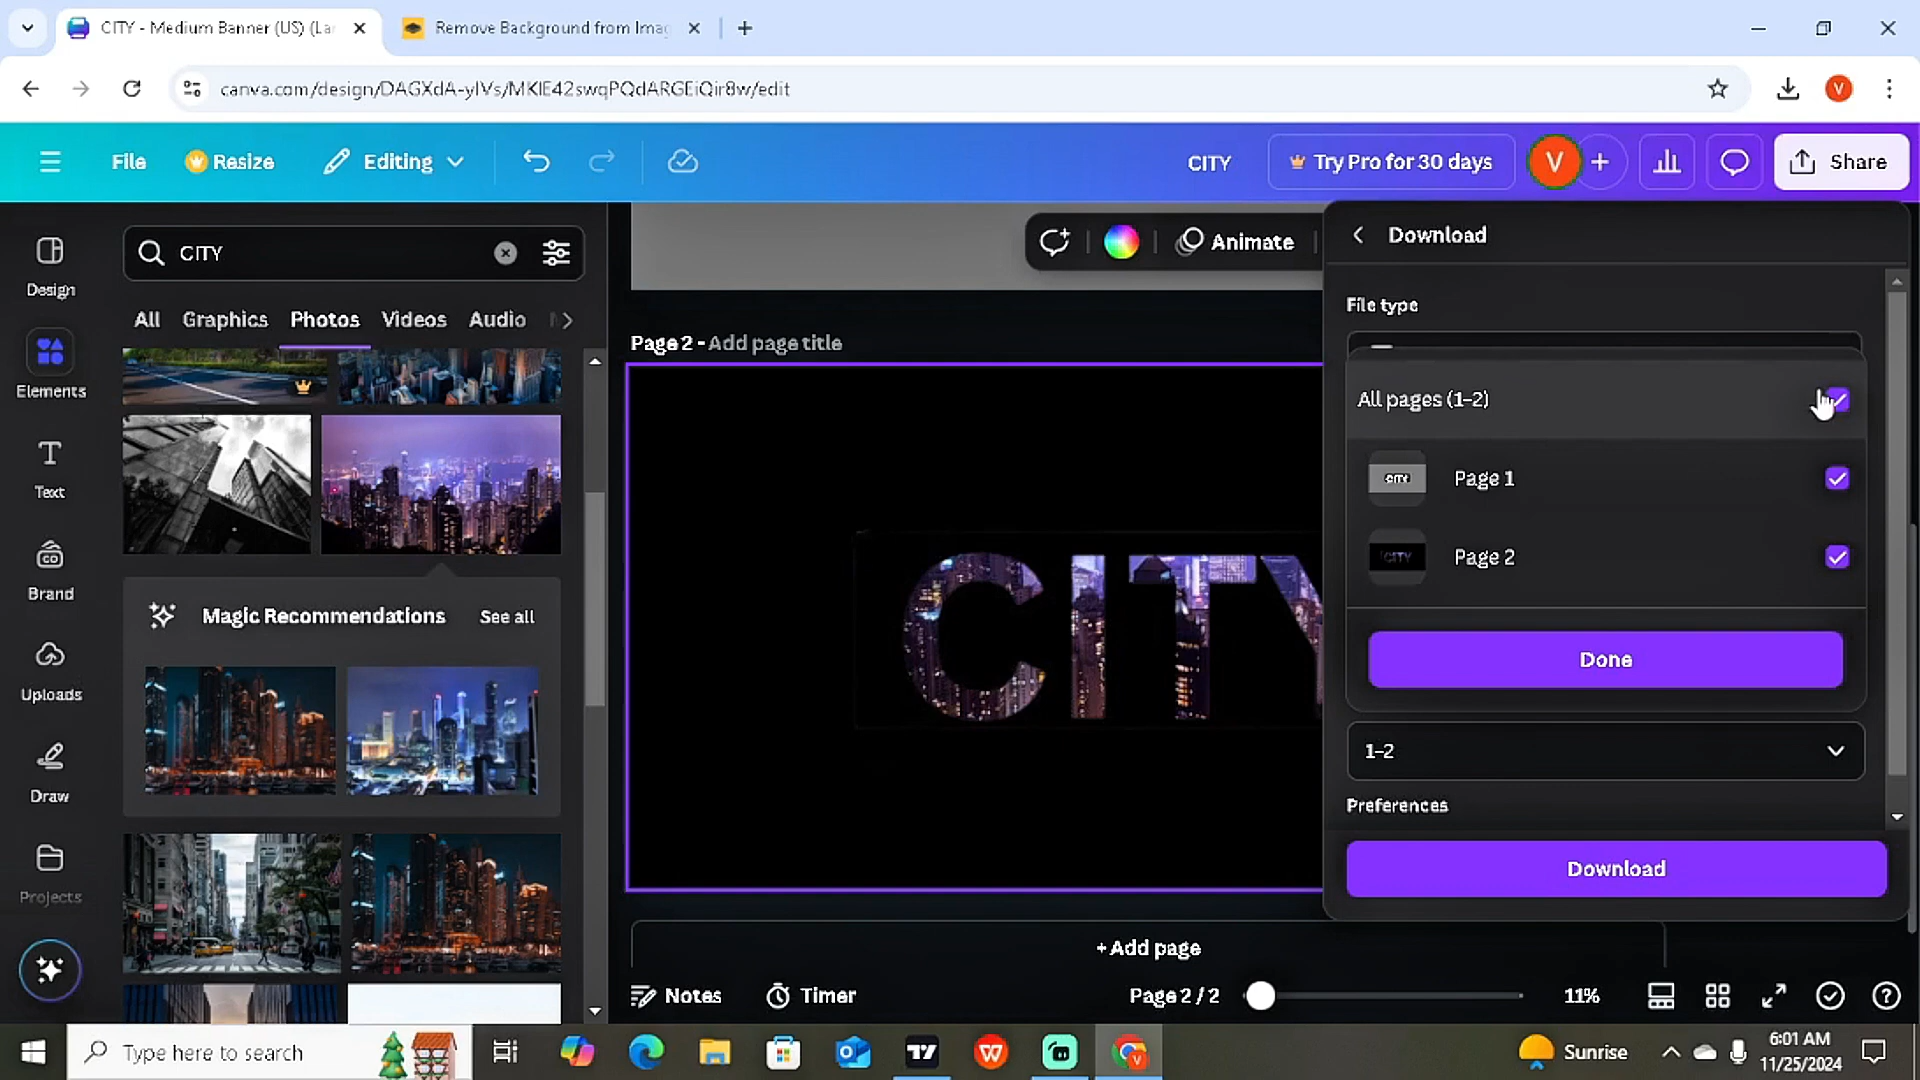 CITY - Medium Banner (US) (La
Remove Background from Imag
canva.com/design/DAGXdA-yIVs/MKIE42swqPQdARGEiQir8w/edit
V
File
Resize
Editing
CITY
Try Pro for 30 days
V
Share
Design
Elements
Text
Brand
Uploads
Draw
Projects
CITY
All
Graphics
Photos
Videos
Audio
Magic Recommendations
See all
Animate
Page 2 - Add page title
CITY
+ Add page
Notes
Timer
Page 2 / 2
11%
Download
File type
All pages (1-2)
CITY
Page 1
CITY
Page 2
Done
1-2
Preferences
Download
Type here to search
Sunrise
6:01 AM
11/25/2024